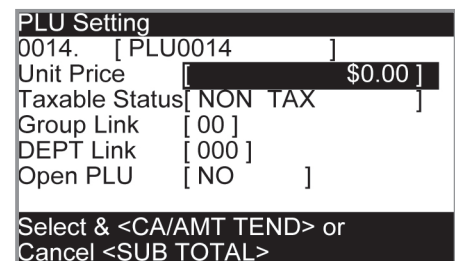 PLU Setting
0014. [ PLU0014 ]
Unit Price [ $0.00 ]
Taxable Status[ NON TAX ]
Group Link [ 00 ]
DEPT Link [ 000 ]
Open PLU [ NO ]
Select & <CA/AMT TEND> or
Cancel <SUB TOTAL>